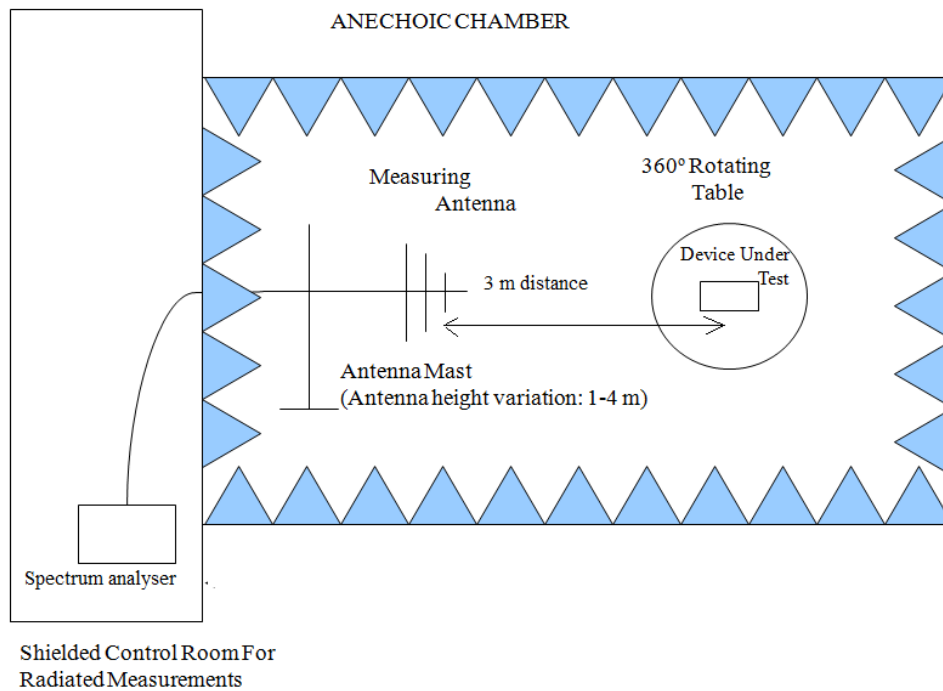 ANECHOIC CHAMBER
Measuring
Antenna
360º Rotating
Table
Device Under
Test
3 m distance
Antenna Mast
(Antenna height variation: 1-4 m)
Spectrum analyser
Shielded Control Room For
Radiated Measurements